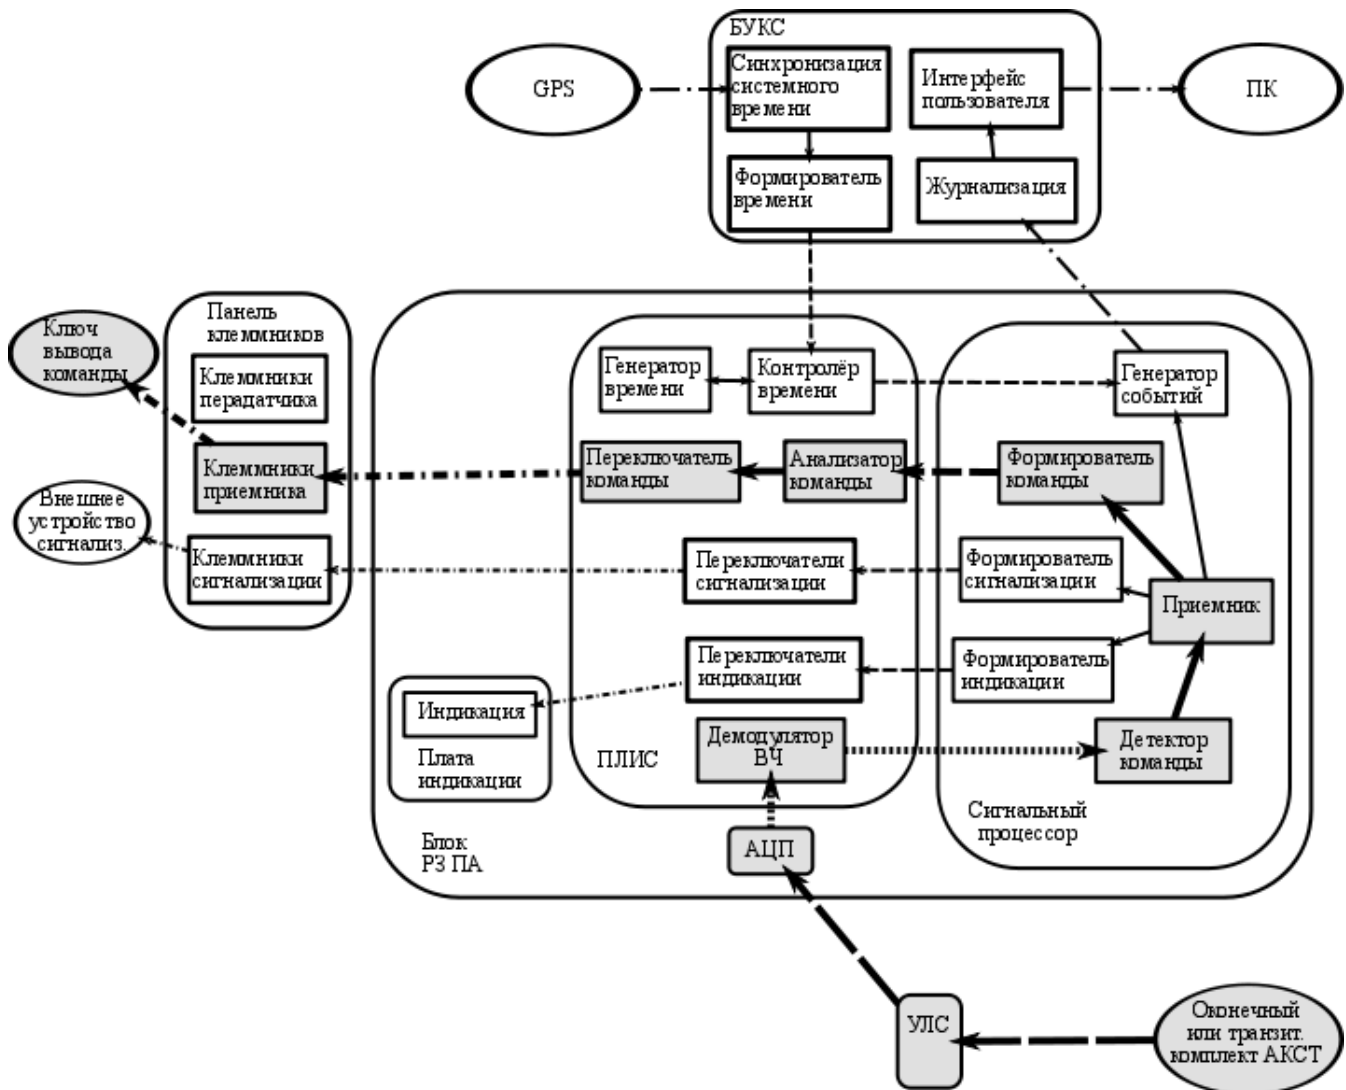 БУКС
GPS
Синхронизация
системного
времени
Интерфейс
пользователя
ПК
Формирователь
времени
Журнализация
Ключ
вывода
команды
Панель
клеммников
Клеммники
перадатчика
Генератор
времени
Контролёр
времени
Генератор
событий
Клеммники
приемника
Переключатель
команды
Анализатор
команды
Формирователь
команды
Внешнее
устройство
сигнализ.
Клеммники
сигнализации
Переключатели
сигнализации
Формирователь
сигнализации
Приемник
Переключатели
индикации
Формирователь
индикации
Индикация
Плата
индикации
ПЛИС
Демодулятор
ВЧ
Детектор
команды
Сигнальный
процессор
Блок
РЗ ПА
АЦП
УЛС
Оконечный
или транзит.
комплект АКСТ